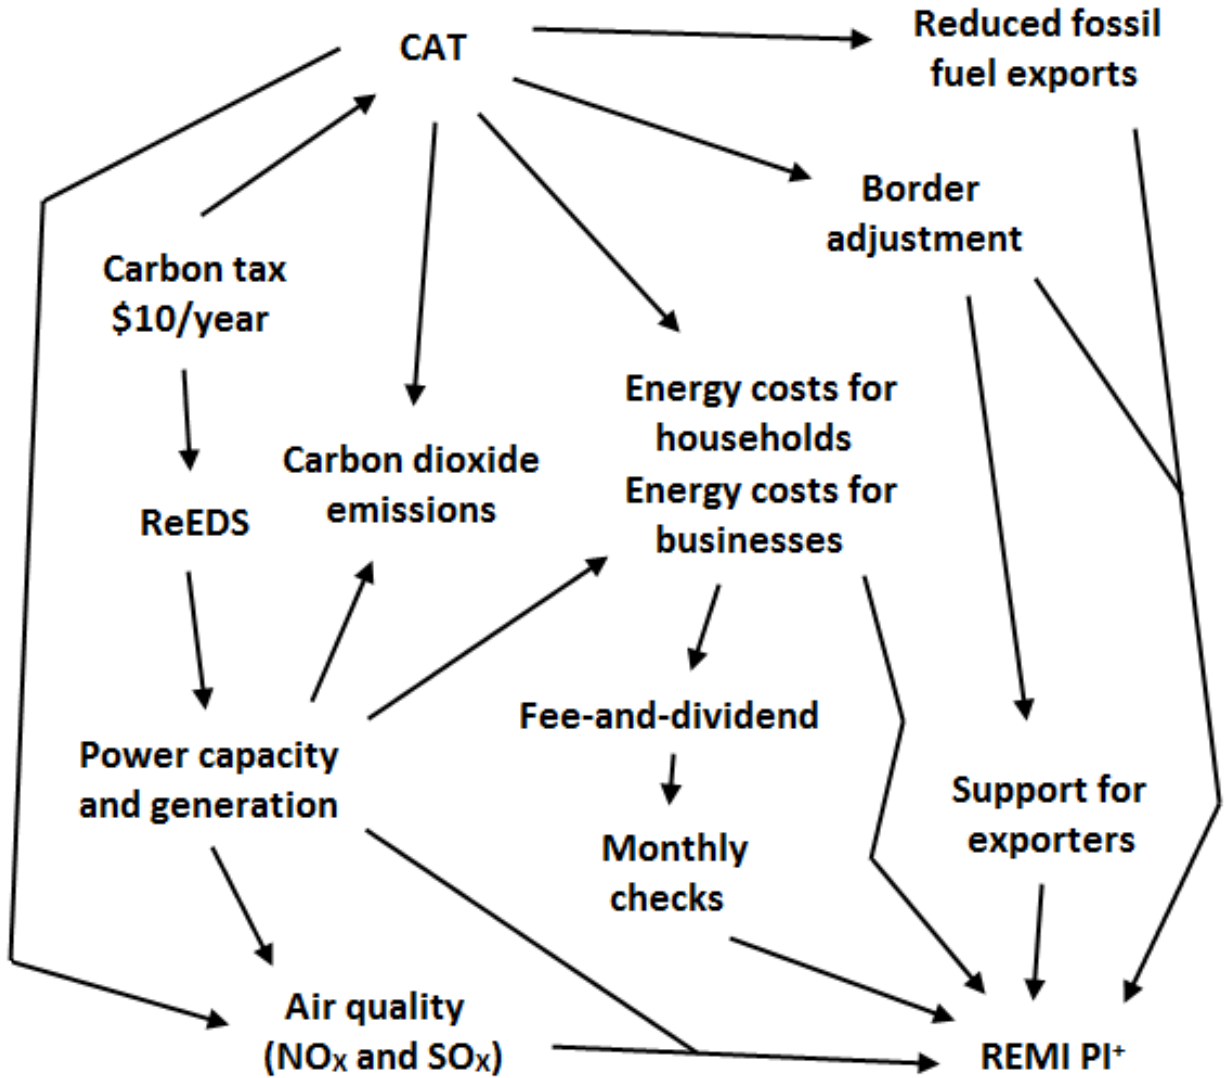 CAT
Reduced fossil
fuel exports
Border
adjustment
Carbon tax
$10/year
Energy costs for
households
Energy costs for
businesses
Carbon dioxide
emissions
ReEDS
Fee-and-dividend
Power capacity
and generation
Support for
exporters
Monthly
checks
Air quality
(NOX and SOX)
REMI PI+